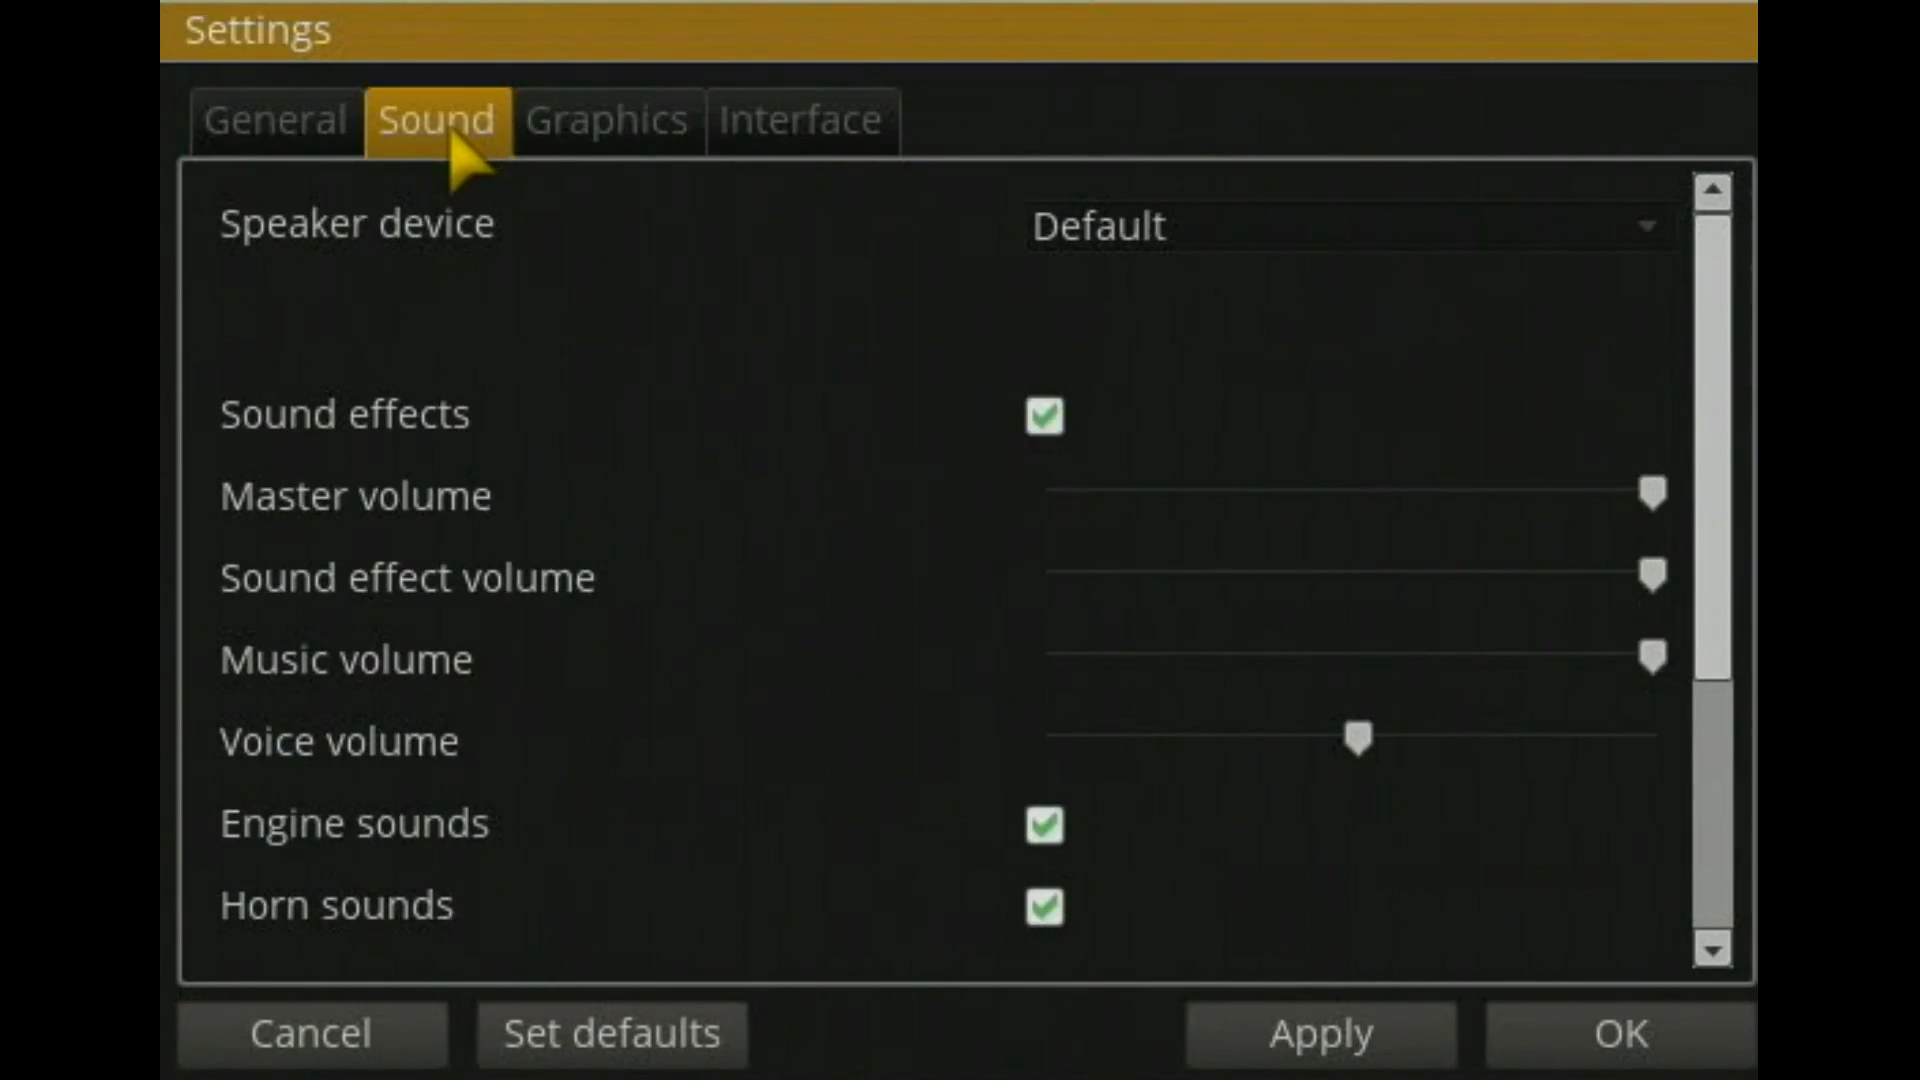 Settings
General Sound Graphics Interface
Speaker device Default
Sound effects
Master volume
Sound effect volume
Music volume
Voice volume
Engine sounds
Horn sounds
Cancel Set defaults Apply OK